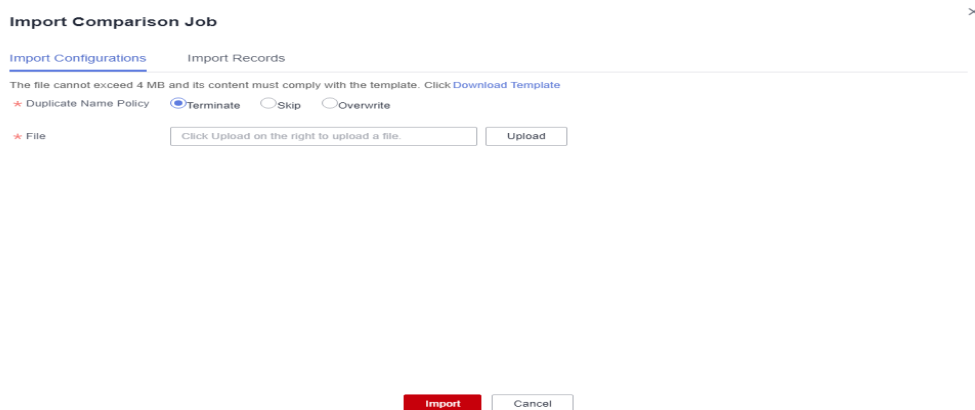 Import Comparison Job
Import Configurations Import Records
The file cannot exceed 4 MB and its content must comply with the template. Click Download Template
* Duplicate Name Policy Terminate Skip Overwrite
* File Click Upload on the right to upload a file. Upload
Import Cancel